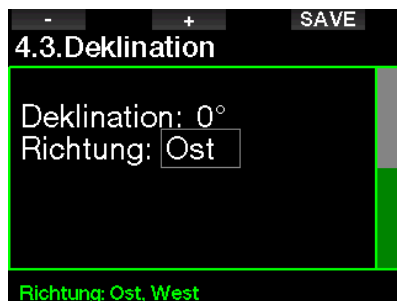 - + SAVE
4.3.Deklination
Deklination: 0°
Richtung: Ost
Richtung: Ost, West